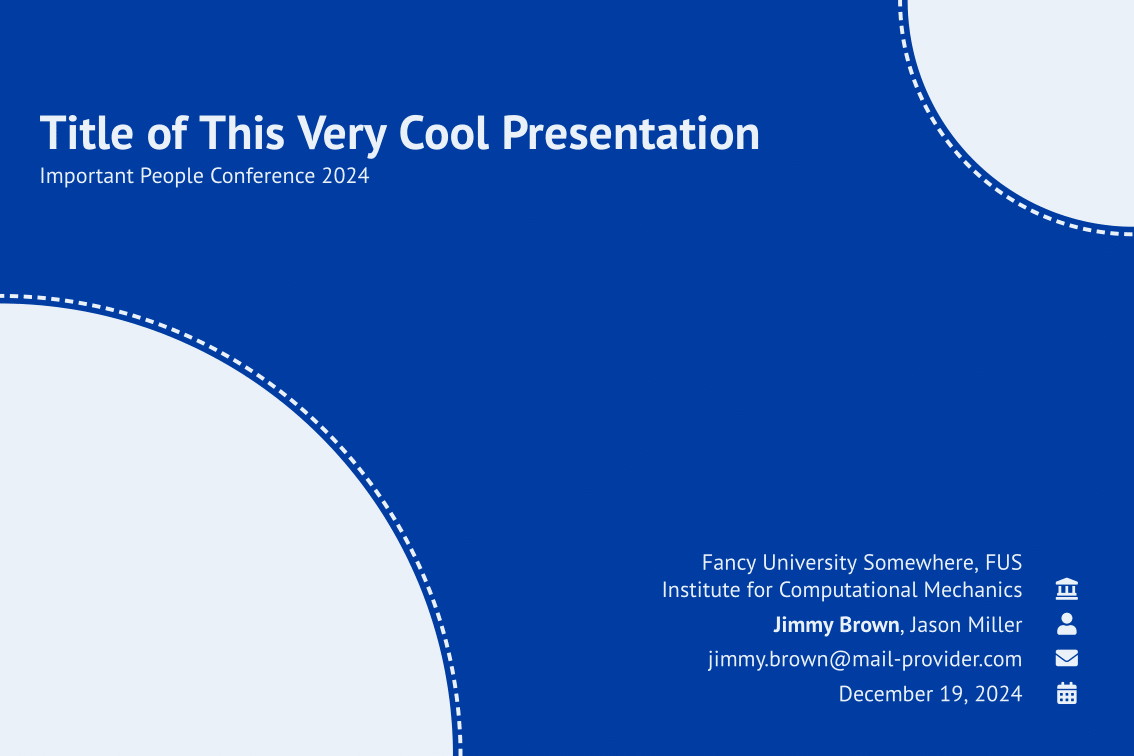 Title of This Very Cool Presentation
Important People Conference 2024
Fancy University Somewhere, FUS
Institute for Computational Mechanics
Jimmy Brown, Jason Miller
jimmy.brown@mail-provider.com
December 19, 2024